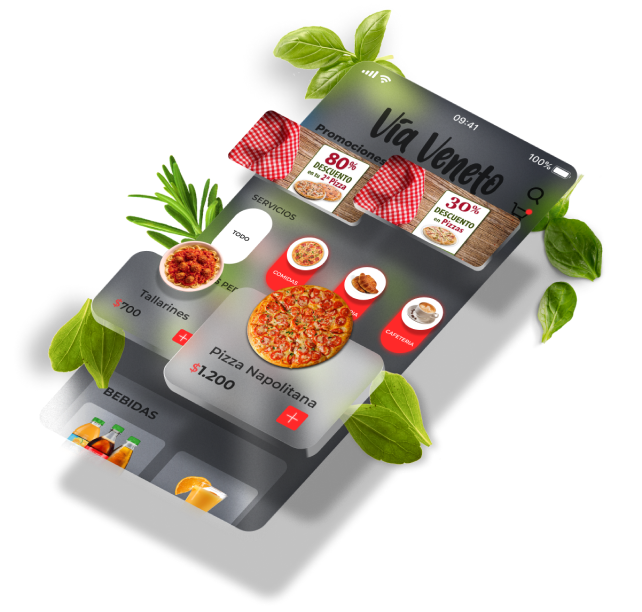 09:41
100%
Vía Veneto
Promociones
80%
DESCUENTO
en tu 2ª Pizza
30%
DESCUENTO
en Pizzas
SERVICIOS
TODO
COMIDAS
CAFETERIA
Tallarines
$700
+
Pizza Napolitana
$1.200
+
BEBIDAS